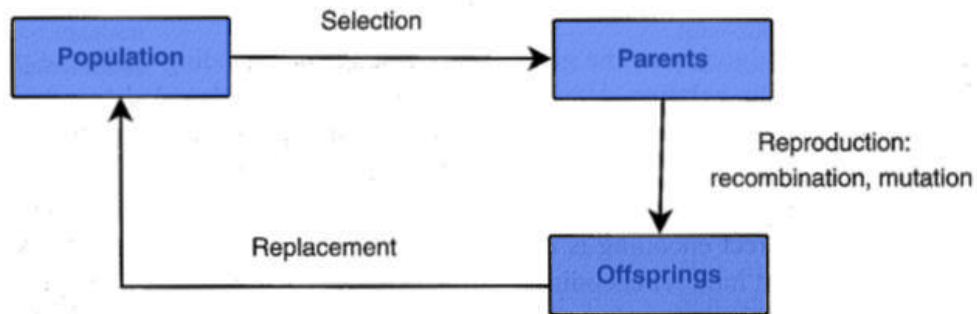 Selection
Population
Parents
Reproduction:
recombination, mutation
Replacement
Offsprings